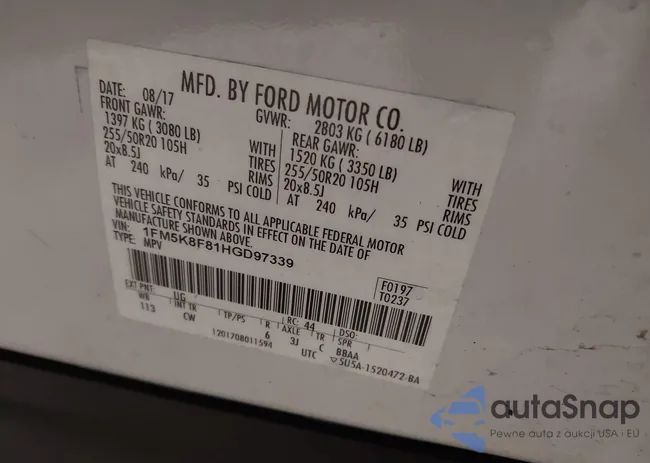 MFD. BY FORD MOTOR CO.
DATE: 08/17 GVWR: 2803 KG ( 6180 LB)
FRONT GAWR: REAR GAWR:
1397 KG ( 3080 LB) WITH 1520 KG ( 3350 LB) WITH
255/50R20 105H TIRES 255/50R20 105H TIRES
20x8.5J RIMS 20x8.5J RIMS
AT 240 kPa/ 35 PSI COLD AT 240 kPa/ 35 PSI COLD
THIS VEHICLE CONFORMS TO ALL APPLICABLE FEDERAL MOTOR
VEHICLE SAFETY STANDARDS IN EFFECT ON THE DATE OF
MANUFACTURE SHOWN ABOVE.
VIN: 1FM5K8F81HGD97339
TYPE: MPV
F0197
T0237
EXT PNT: UG RC: 44 DSO:
WB INT TR TP/PS R AXLE TR SPR
113 CW 6 3J C BBAA
1201708011594 UTC ▽5U5A-1520472-BA
autaSnap
Pewne auta z aukcji USA i EU